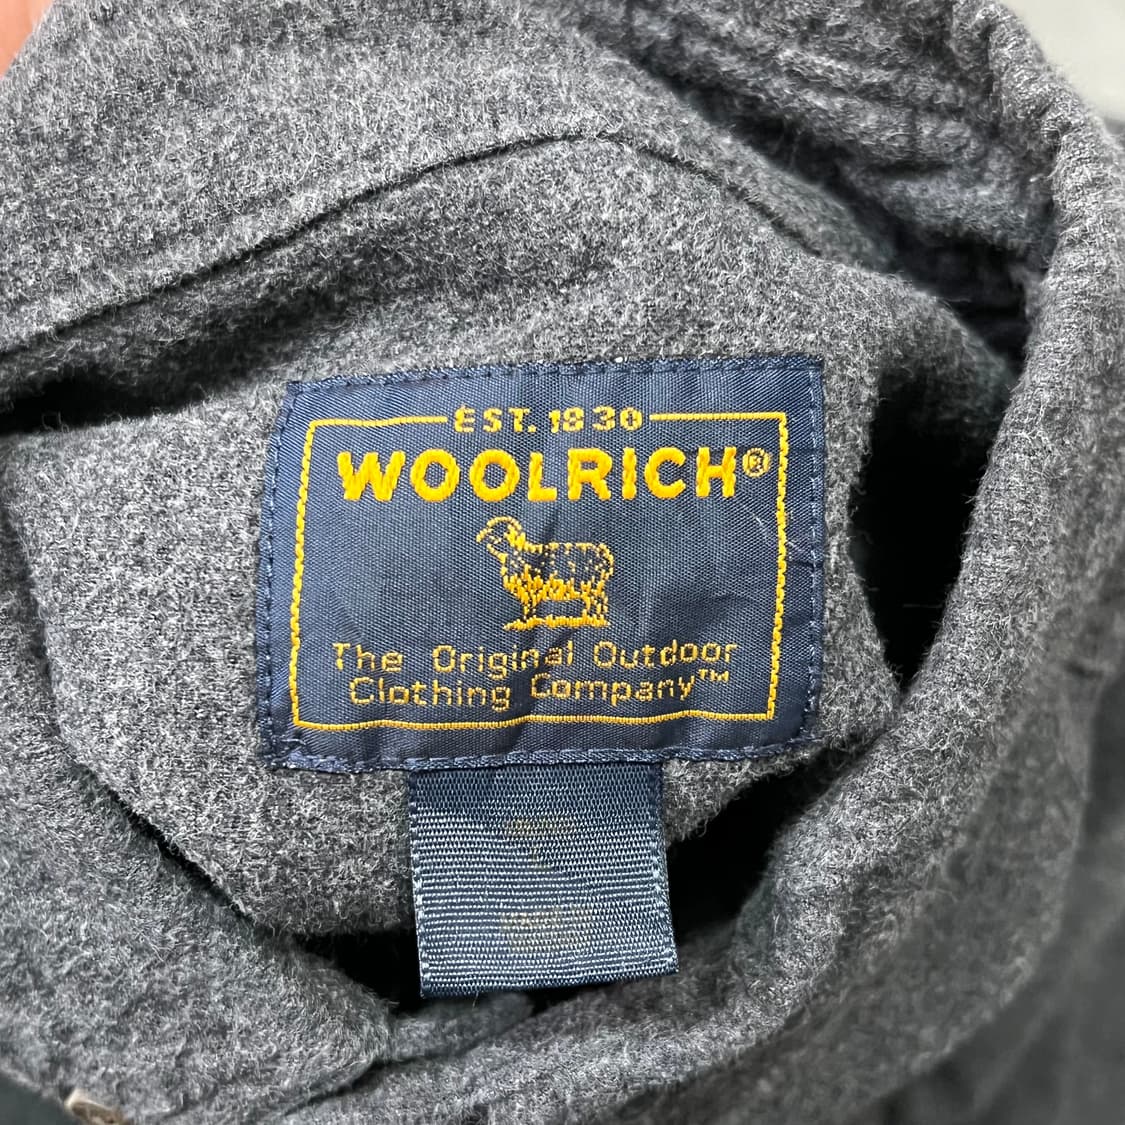 EST. 1830
WOOLRICH®
The Original Outdoor
Clothing Company™